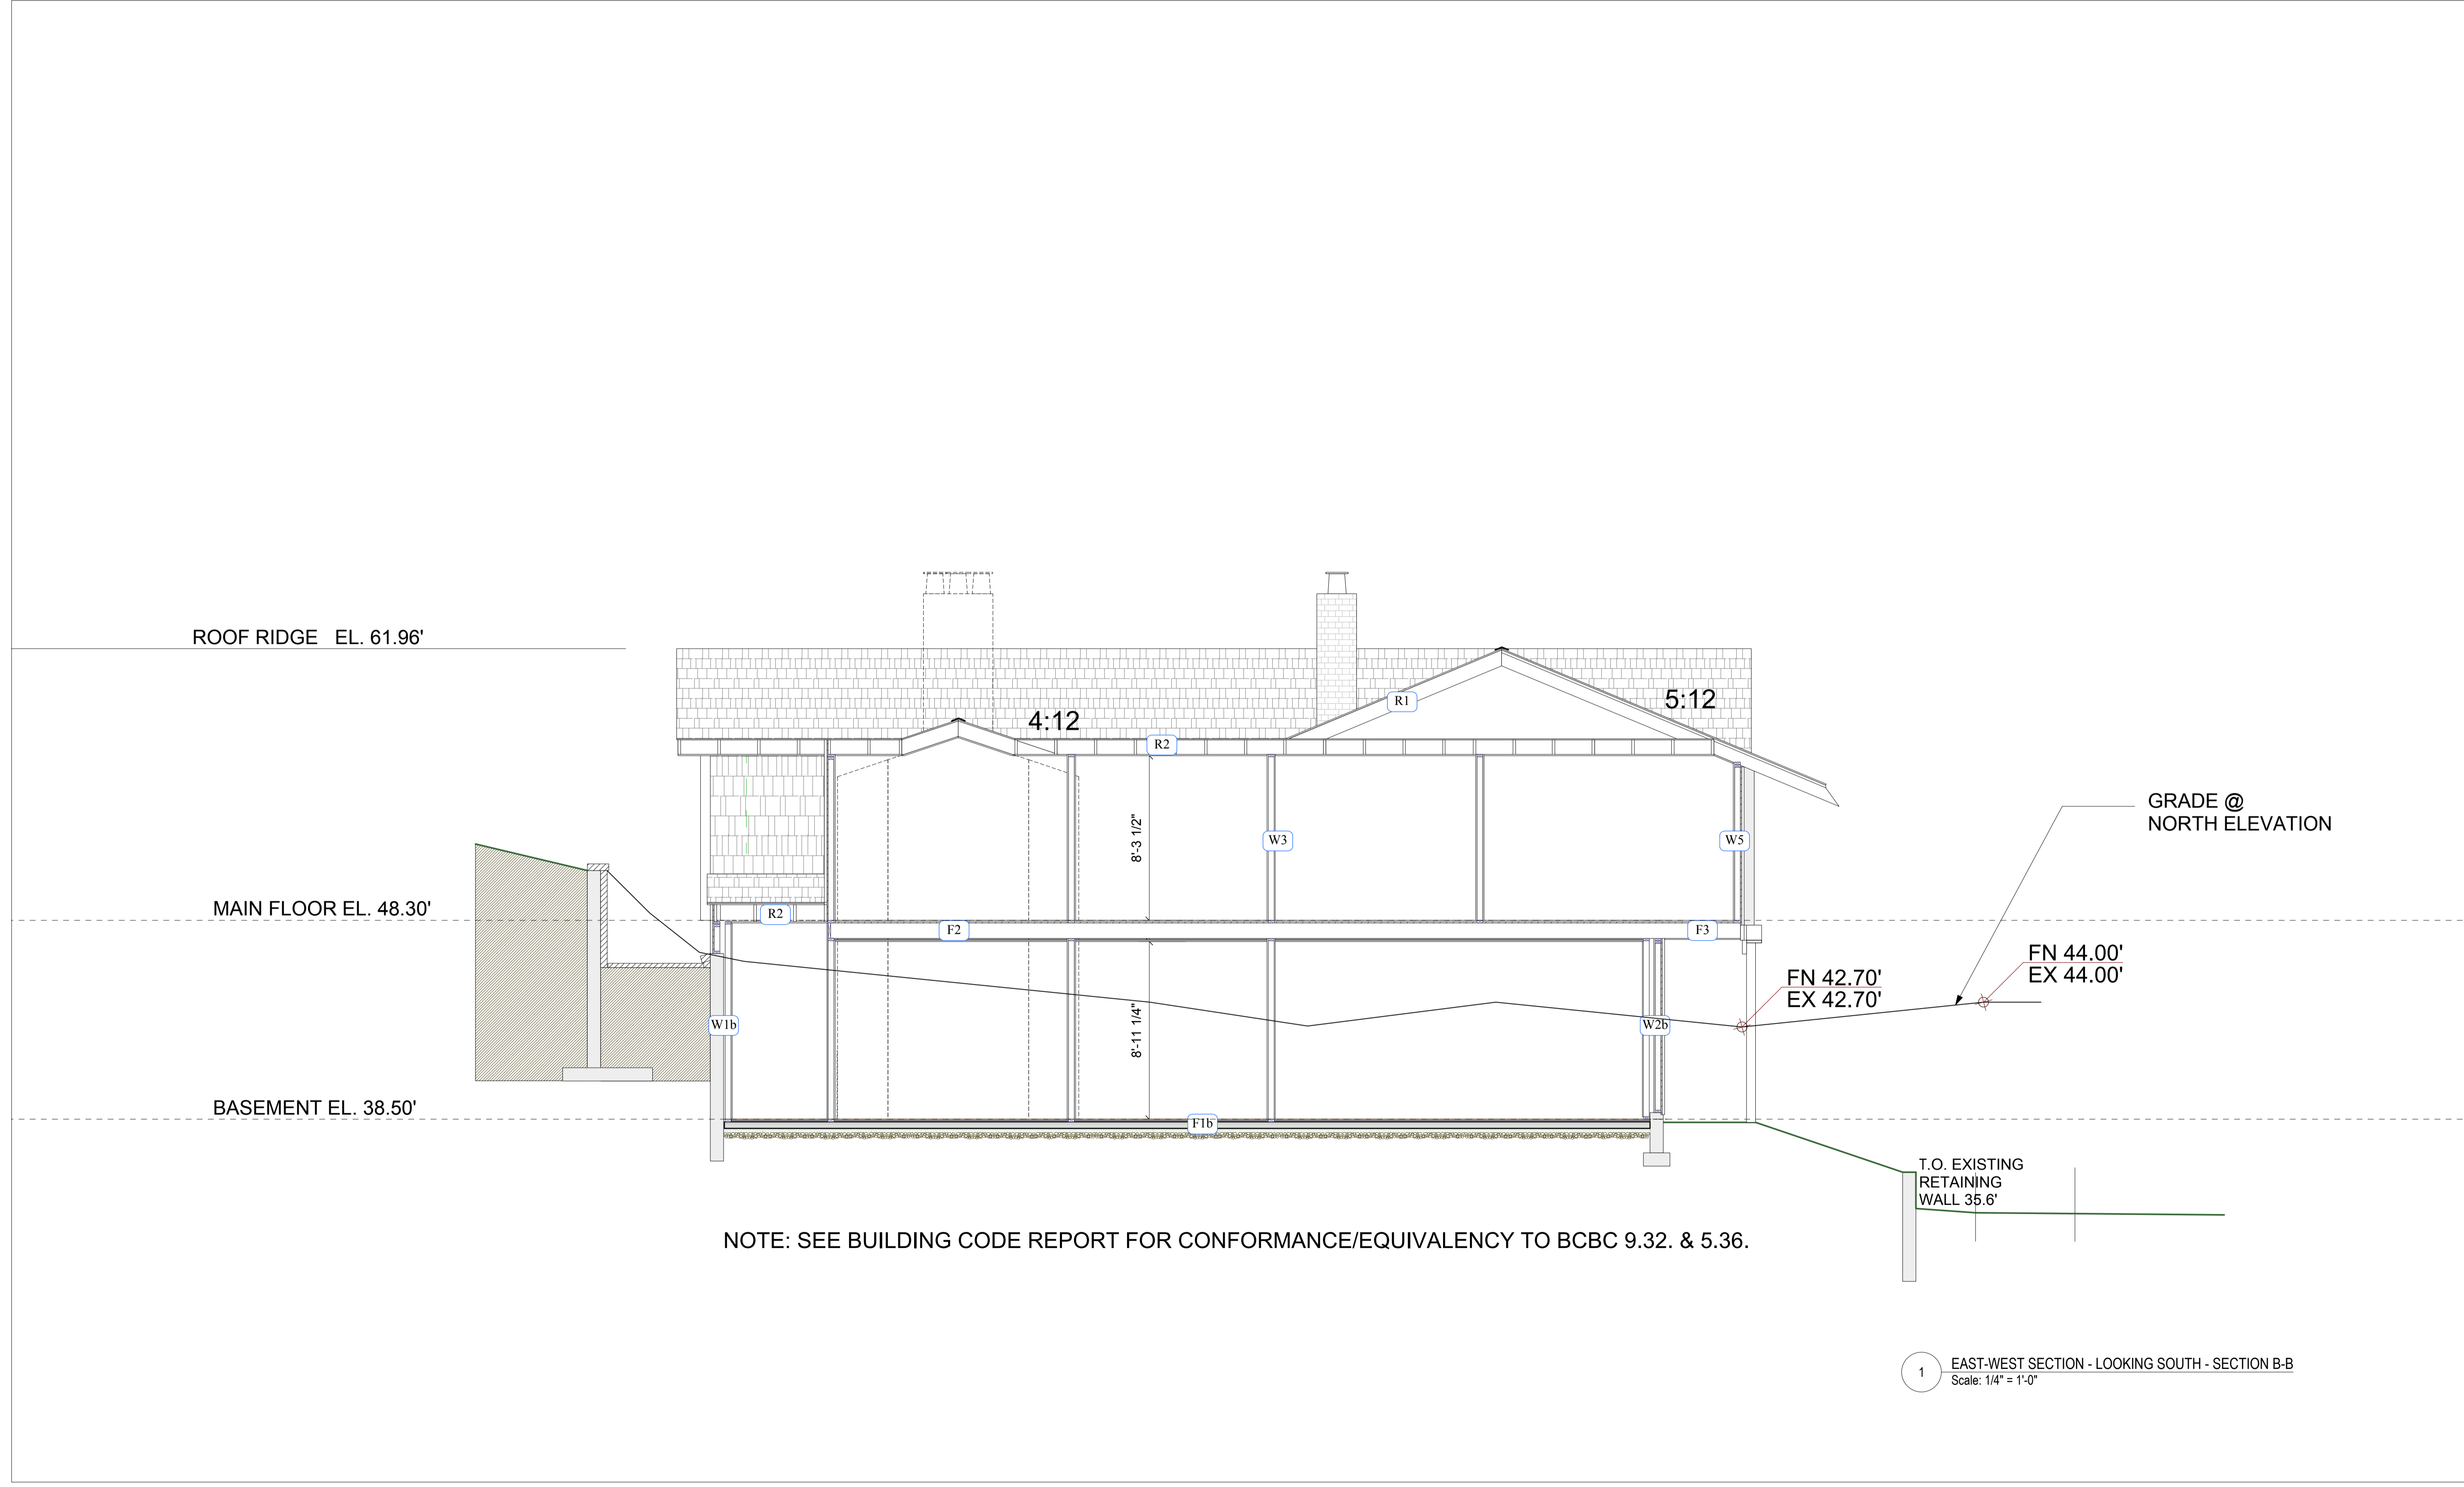 ROOF RIDGE   EL. 61.96'
4:12
5:12
R1
R2
8'-3 1/2"
W3
W5
GRADE @
NORTH ELEVATION
MAIN FLOOR EL. 48.30'
R2
F2
F3
FN 44.00'
EX 44.00'
FN 42.70'
EX 42.70'
8'-11 1/4"
W1b
W2b
BASEMENT EL. 38.50'
F1b
T.O. EXISTING
RETAINING
WALL 35.6'
NOTE: SEE BUILDING CODE REPORT FOR CONFORMANCE/EQUIVALENCY TO BCBC 9.32. & 5.36.
1
EAST-WEST SECTION - LOOKING SOUTH - SECTION B-B
Scale: 1/4" = 1'-0"